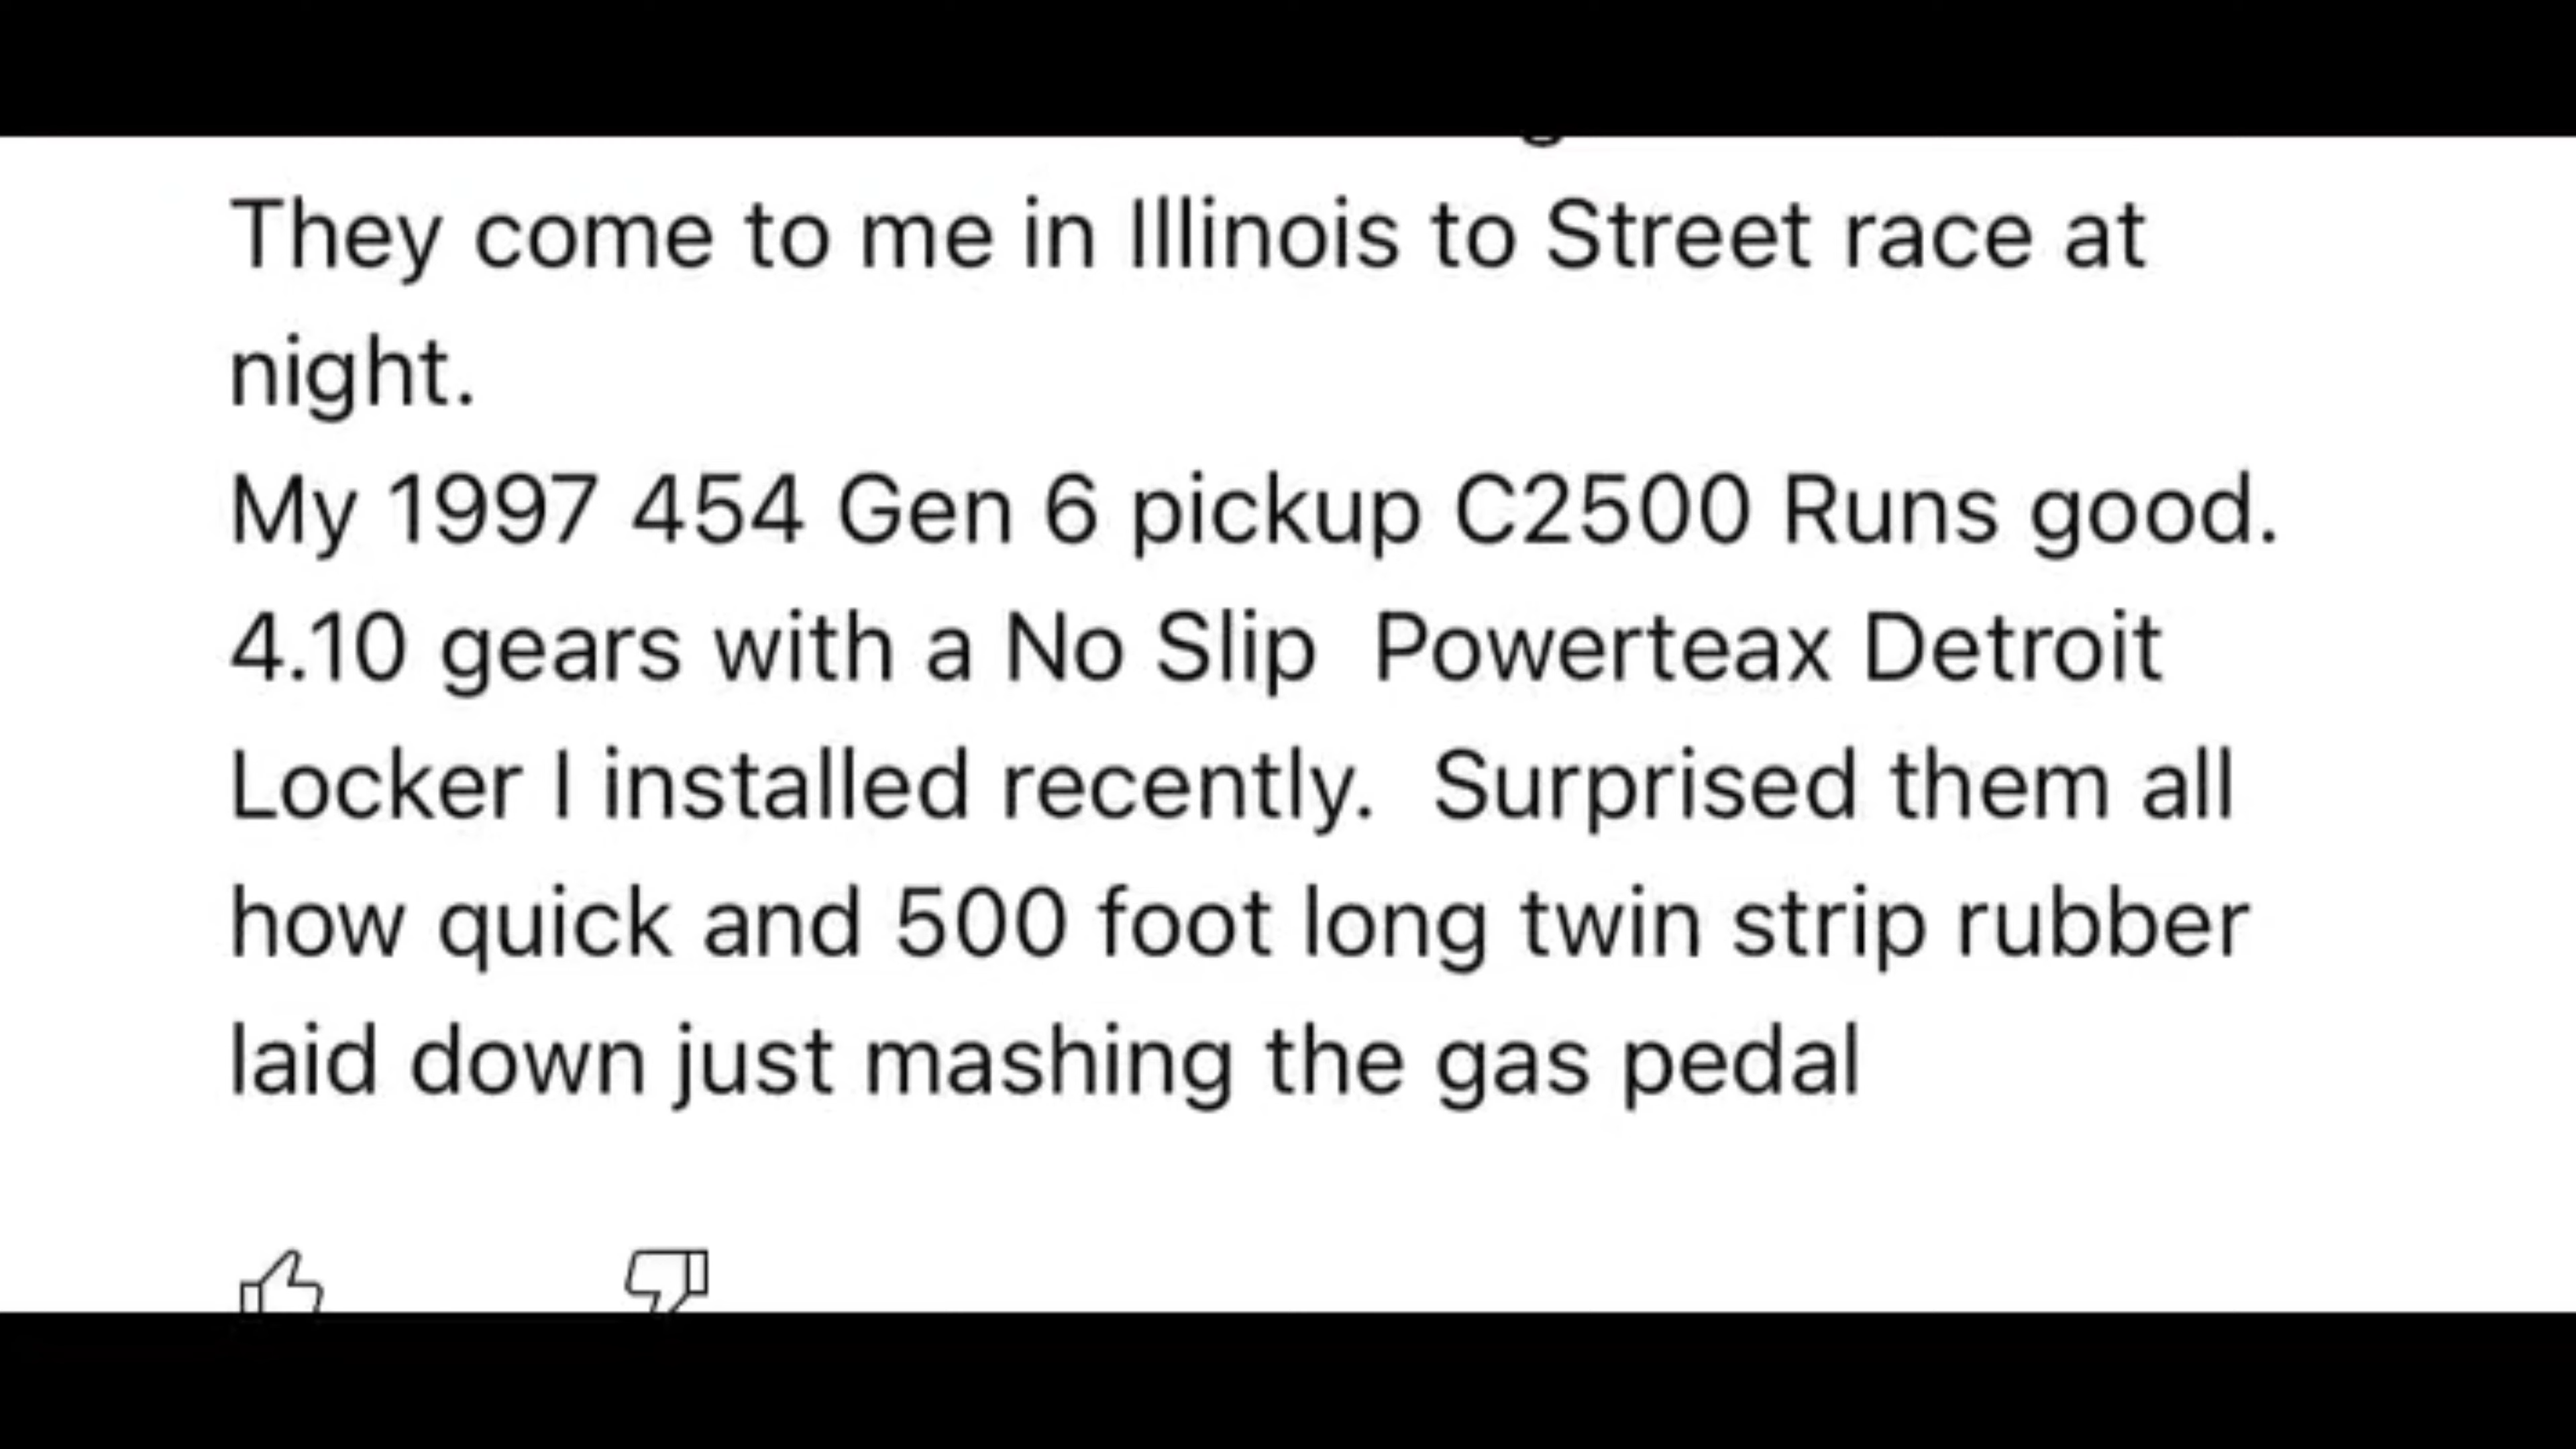 They come to me in Illinois to Street race at
night.
My 1997 454 Gen 6 pickup C2500 Runs good.
4.10 gears with a No Slip  Powerteax Detroit
Locker I installed recently.  Surprised them all
how quick and 500 foot long twin strip rubber
laid down just mashing the gas pedal